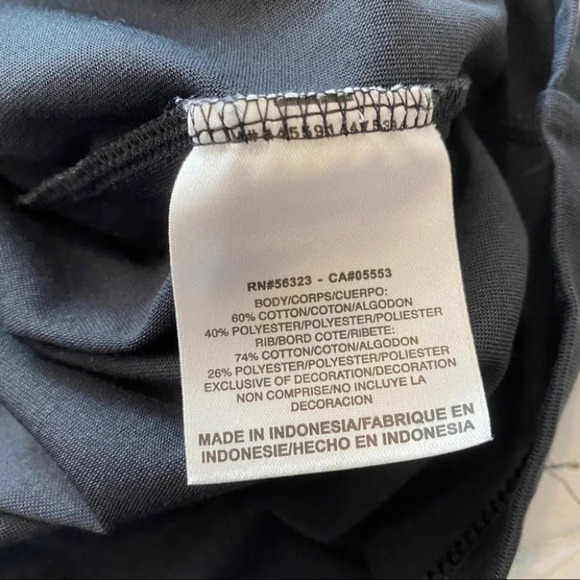 RN#56323 - CA#05553
BODY/CORPS/CUERPO:
60% COTTON/COTON/ALGODON
40% POLYESTER/POLYESTER/POLIESTER
RIB/BORD COTE/RIBETE:
74% COTTON/COTON/ALGODON
26% POLYESTER/POLYESTER/POLIESTER
EXCLUSIVE OF DECORATION/DECORATION
NON COMPRISE/NO INCLUYE LA
DECORACION
MADE IN INDONESIA/FABRIQUE EN
INDONESIE/HECHO EN INDONESIA